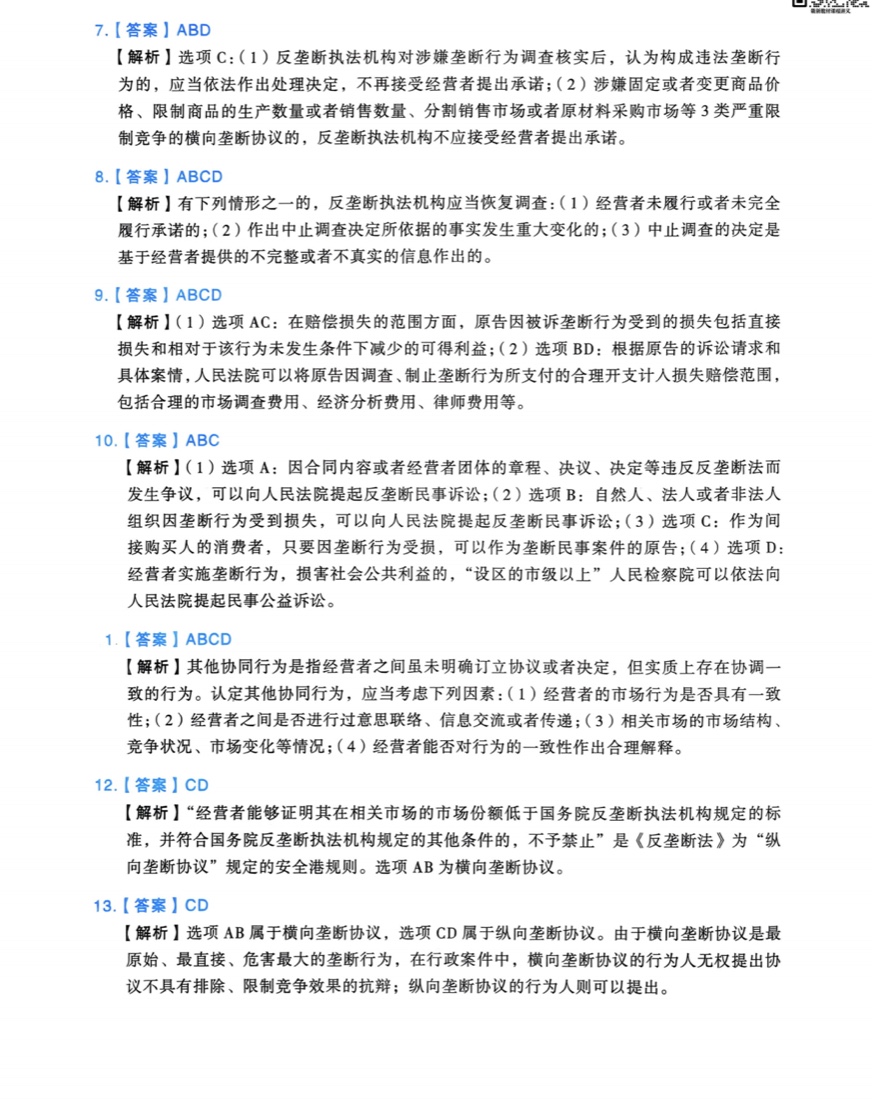 7.【答案】ABD
【解析】选项 C:(1)反垄断执法机构对涉嫌垄断行为调查核实后，认为构成违法垄断行
为的，应当依法作出处理决定，不再接受经营者提出承诺;(2)涉嫌固定或者变更商品价
格、限制商品的生产数量或者销售数量、分割销售市场或者原材料采购市场等 3 类严重限
制竞争的横向垄断协议的，反垄断执法机构不应接受经营者提出承诺。
8.【答案】ABCD
【解析】有下列情形之一的，反垄断执法机构应当恢复调查:(1)经营者未履行或者未完全
履行承诺的;(2)作出中止调查决定所依据的事实发生重大变化的;(3)中止调查的决定是
基于经营者提供的不完整或者不真实的信息作出的。
9.【答案】ABCD
【解析】(1)选项 AC：在赔偿损失的范围方面，原告因被诉垄断行为受到的损失包括直接
损失和相对于该行为未发生条件下减少的可得利益;(2)选项 BD：根据原告的诉讼请求和
具体案情，人民法院可以将原告因调查、制止垄断行为所支付的合理开支计入损失赔偿范围，
包括合理的市场调查费用、经济分析费用、律师费用等。
10.【答案】ABC
【解析】(1)选项 A：因合同内容或者经营者团体的章程、决议、决定等违反反垄断法而
发生争议，可以向人民法院提起反垄断民事诉讼;(2)选项 B：自然人、法人或者非法人
组织因垄断行为受到损失，可以向人民法院提起反垄断民事诉讼;(3)选项 C：作为间
接购买人的消费者，只要因垄断行为受损，可以作为垄断民事案件的原告;(4)选项 D：
经营者实施垄断行为，损害社会公共利益的，“设区的市级以上”人民检察院可以依法向
人民法院提起民事公益诉讼。
1.【答案】ABCD
【解析】其他协同行为是指经营者之间虽未明确订立协议或者决定，但实质上存在协调一
致的行为。认定其他协同行为，应当考虑下列因素:(1)经营者的市场行为是否具有一致
性;(2)经营者之间是否进行过意思联络、信息交流或者传递;(3)相关市场的市场结构、
竞争状况、市场变化等情况;(4)经营者能否对行为的一致性作出合理解释。
12.【答案】CD
【解析】“经营者能够证明其在相关市场的市场份额低于国务院反垄断执法机构规定的标
准，并符合国务院反垄断执法机构规定的其他条件的，不予禁止”是《反垄断法》为“纵
向垄断协议”规定的安全港规则。选项 AB 为横向垄断协议。
13.【答案】CD
【解析】选项 AB 属于横向垄断协议，选项 CD 属于纵向垄断协议。由于横向垄断协议是最
原始、最直接、危害最大的垄断行为，在行政案件中，横向垄断协议的行为人无权提出协
议不具有排除、限制竞争效果的抗辩；纵向垄断协议的行为人则可以提出。